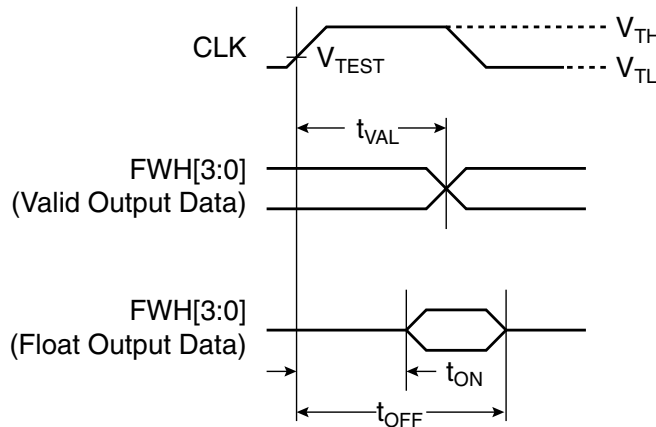 CLK
V_TEST
V_TH
V_TL
t_VAL
FWH[3:0]
(Valid Output Data)
FWH[3:0]
(Float Output Data)
t_ON
t_OFF